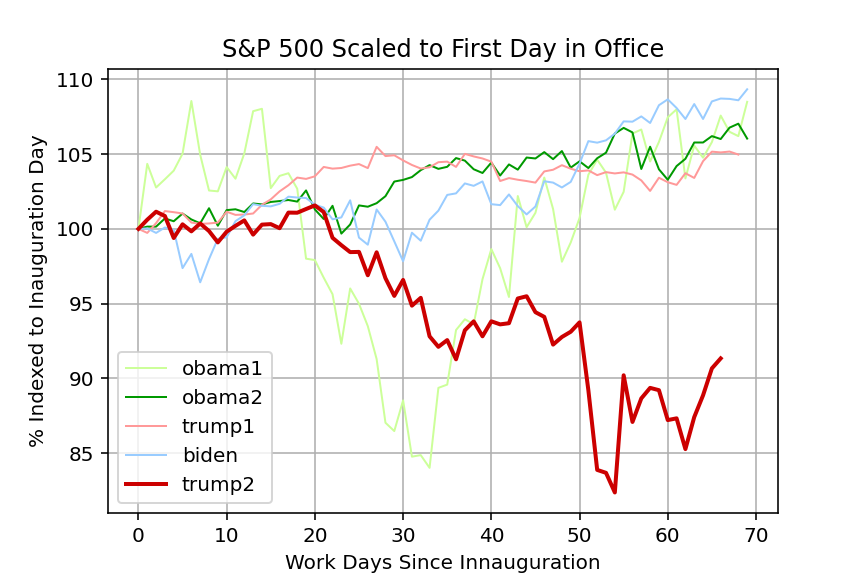 S&P 500 Scaled to First Day in Office
% Indexed to Inauguration Day
110
105
100
95
90
85
obama1
obama2
trump1
biden
trump2
0 10 20 30 40 50 60 70
Work Days Since Innauguration